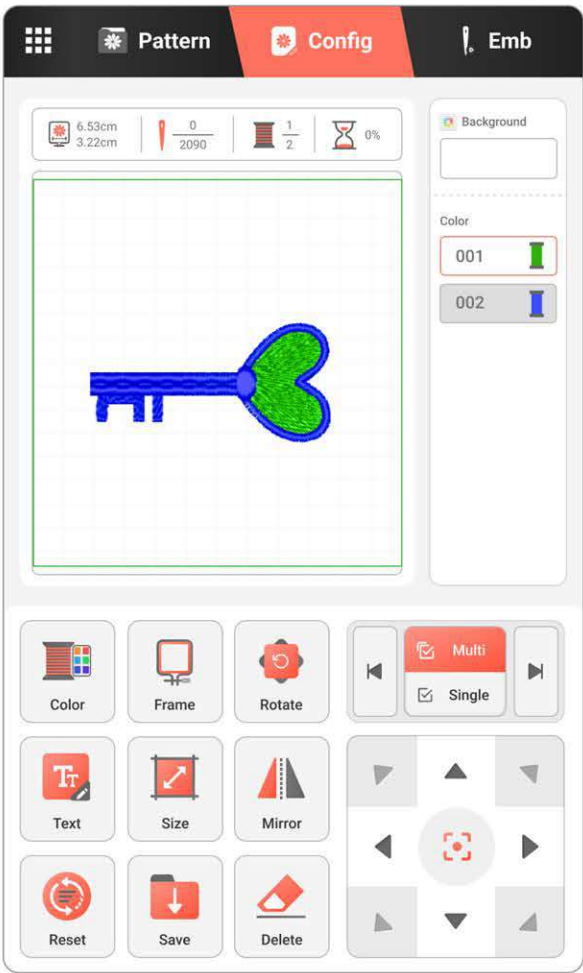 Pattern
Config
Emb
6.53cm
3.22cm
0
2090
1
2
0%
Background
Color
001
002
Color
Frame
Rotate
Multi
Single
Text
Size
Mirror
Reset
Save
Delete